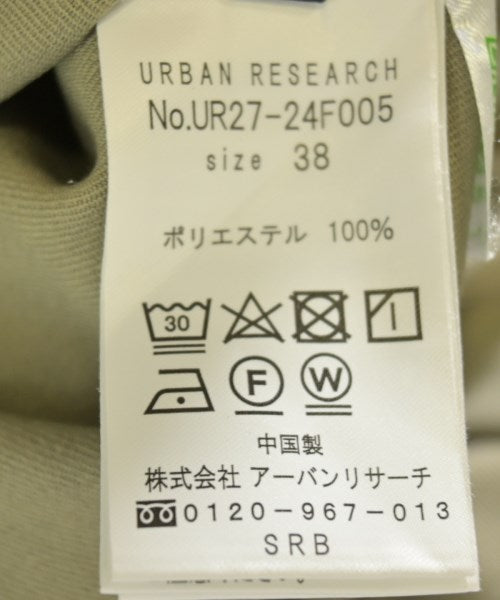 URBAN RESEARCH
No.UR27-24F005
size 38
ポリエステル 100%
30
F W
中国製
株式会社 アーバンリサーチ
0120-967-013
SRB